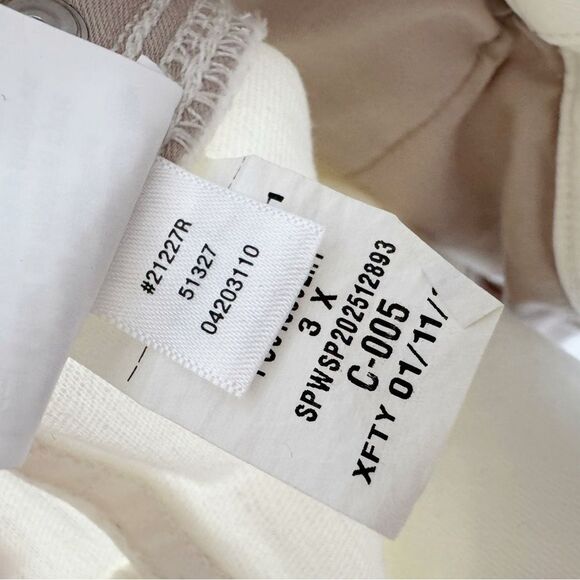 #21227R
51327
04203110
3 X
SPWSP202512893
C-005
XFTY 01/11/